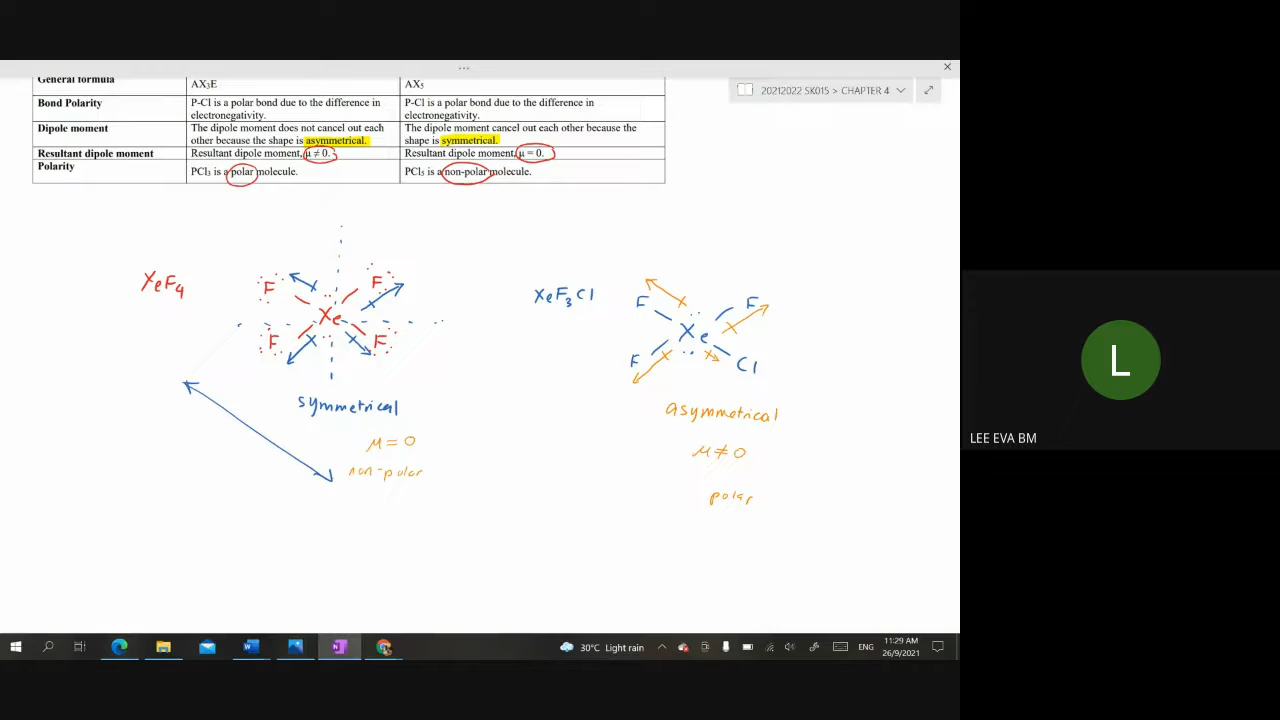 General formula AX₃E AX₅
Bond Polarity P-Cl is a polar bond due to the difference in electronegativity. P-Cl is a polar bond due to the difference in electronegativity.
Dipole moment The dipole moment does not cancel out each other because the shape is asymmetrical. The dipole moment cancel out each other because the shape is symmetrical.
Resultant dipole moment Resultant dipole moment, μ ≠ 0. Resultant dipole moment, μ = 0.
Polarity PCl₃ is a polar molecule. PCl₅ is a non-polar molecule.
20212022 SK015 > CHAPTER 4
XeF₄
F F
Xe
F F
symmetrical
μ = 0
non-polar
XeF₃Cl
F F
Xe
F Cl
asymmetrical
μ ≠ 0
polar
LEE EVA BM
L
30°C Light rain
ENG
11:29 AM
26/9/2021